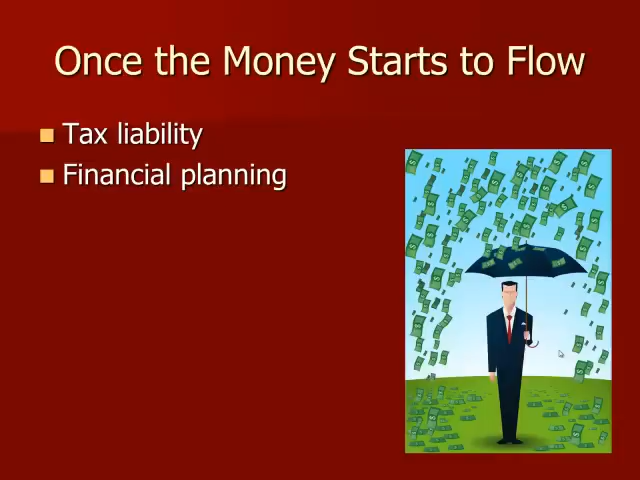 Once the Money Starts to Flow
Tax liability
Financial planning